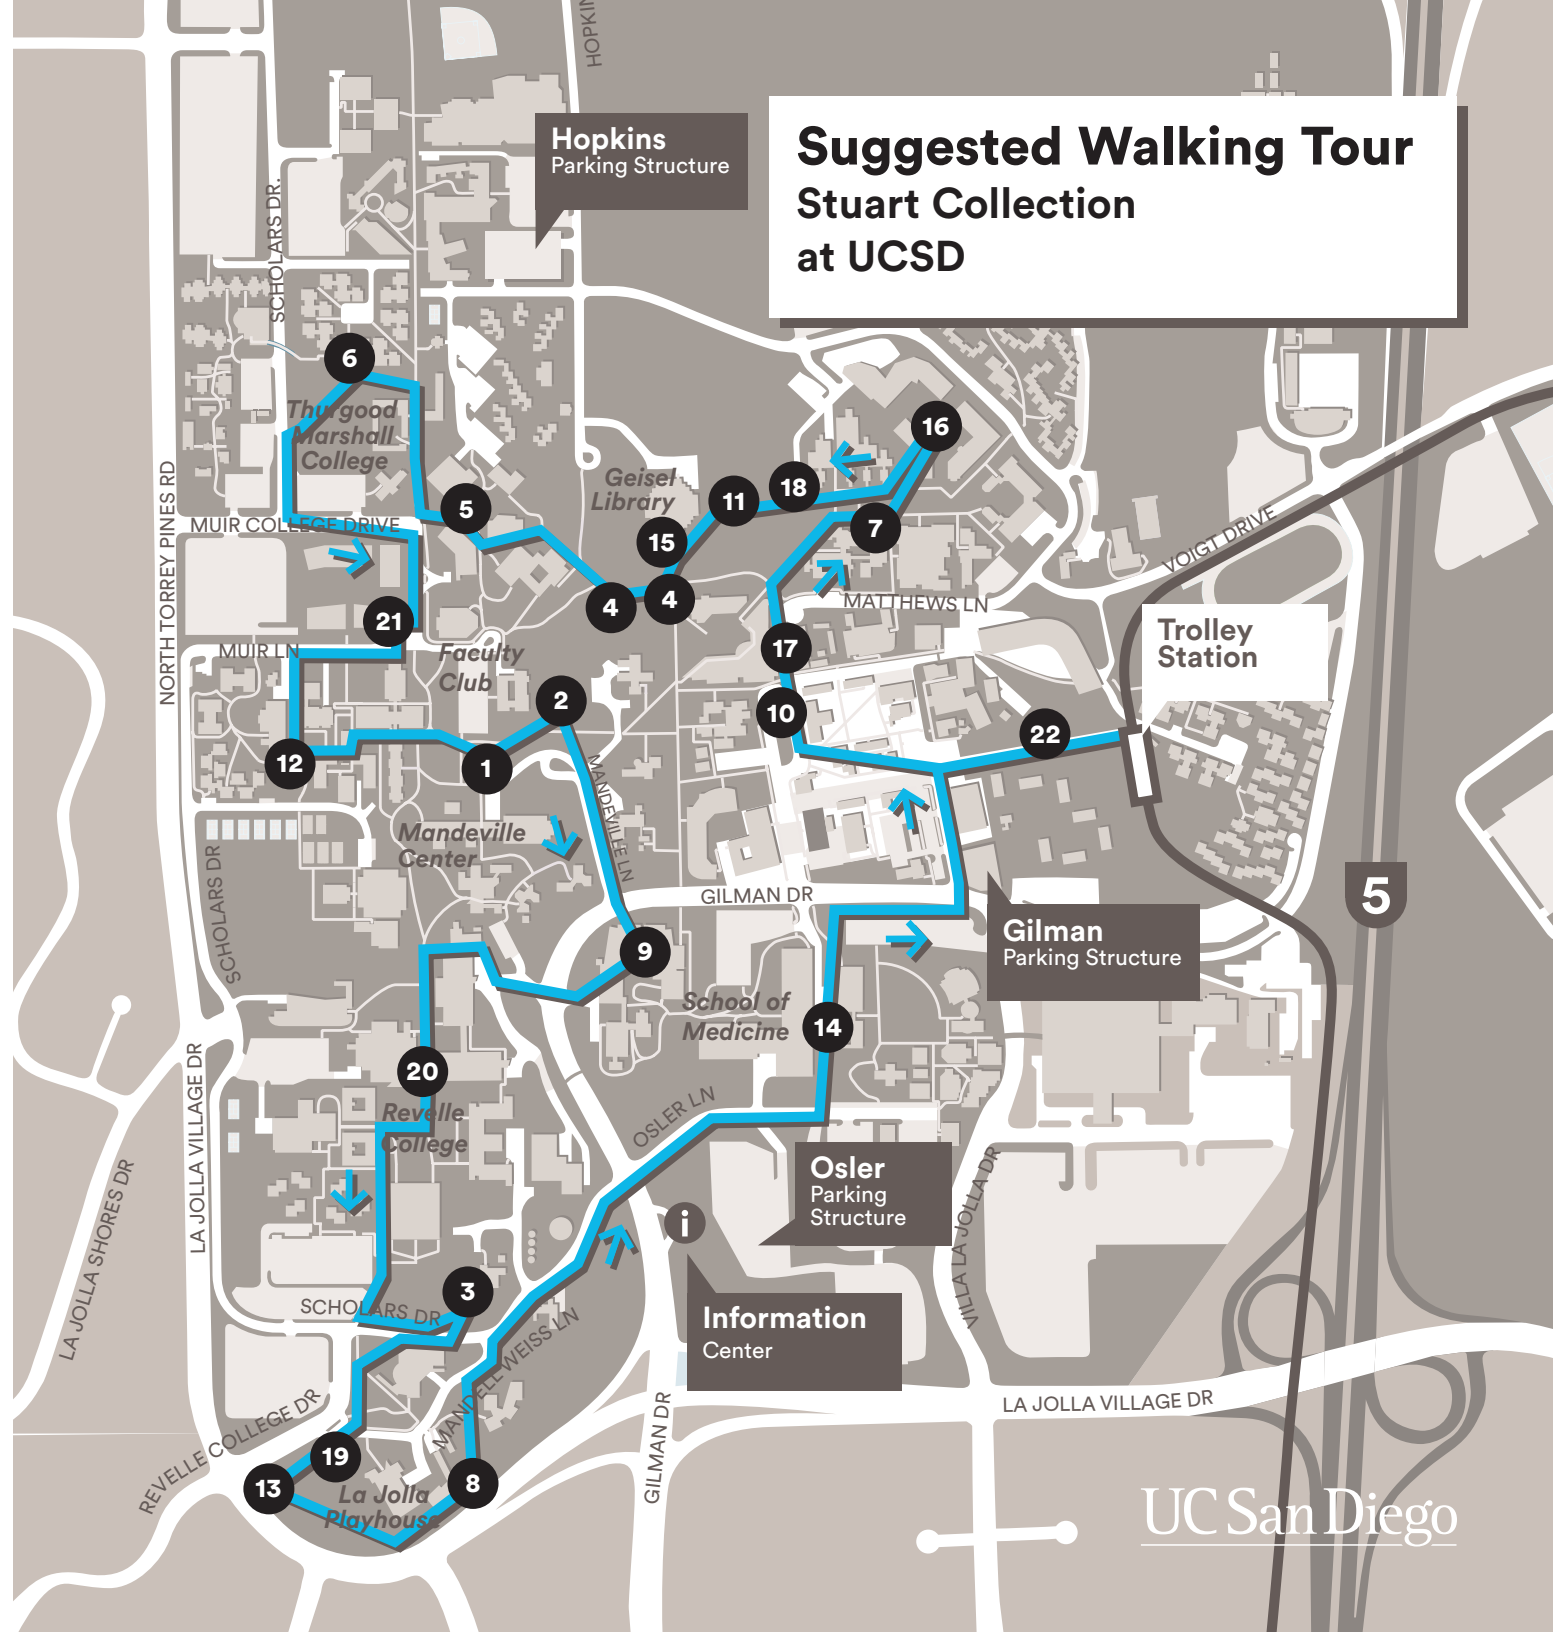 HOPKIN
Hopkins
Parking Structure
Suggested Walking Tour
Stuart Collection
at UCSD
SCHOLARS DR.
6
Thurgood
Marshall
College
16
NORTH TORREY PINES RD
Geisel
Library
18
11
5
7
MUIR COLLEGE DRIVE
15
VOIGT DRIVE
4
4
MATTHEWS LN
21
Trolley
Station
MUIR LN
Faculty
Club
17
2
10
22
12
1
MANDEVILLE LN
Mandeville
Center
SCHOLARS DR
GILMAN DR
5
Gilman
Parking Structure
9
School of
Medicine
14
20
LA JOLLA VILLAGE DR
Revelle
College
OSLER LN
Osler
Parking
Structure
LA JOLLA SHORES DR
VILLA LA JOLLA DR
i
3
SCHOLARS DR
Information
Center
MANDELL WEISS LN
REVELLE COLLEGE DR
GILMAN DR
LA JOLLA VILLAGE DR
19
13
8
La Jolla
Playhouse
UC San Diego